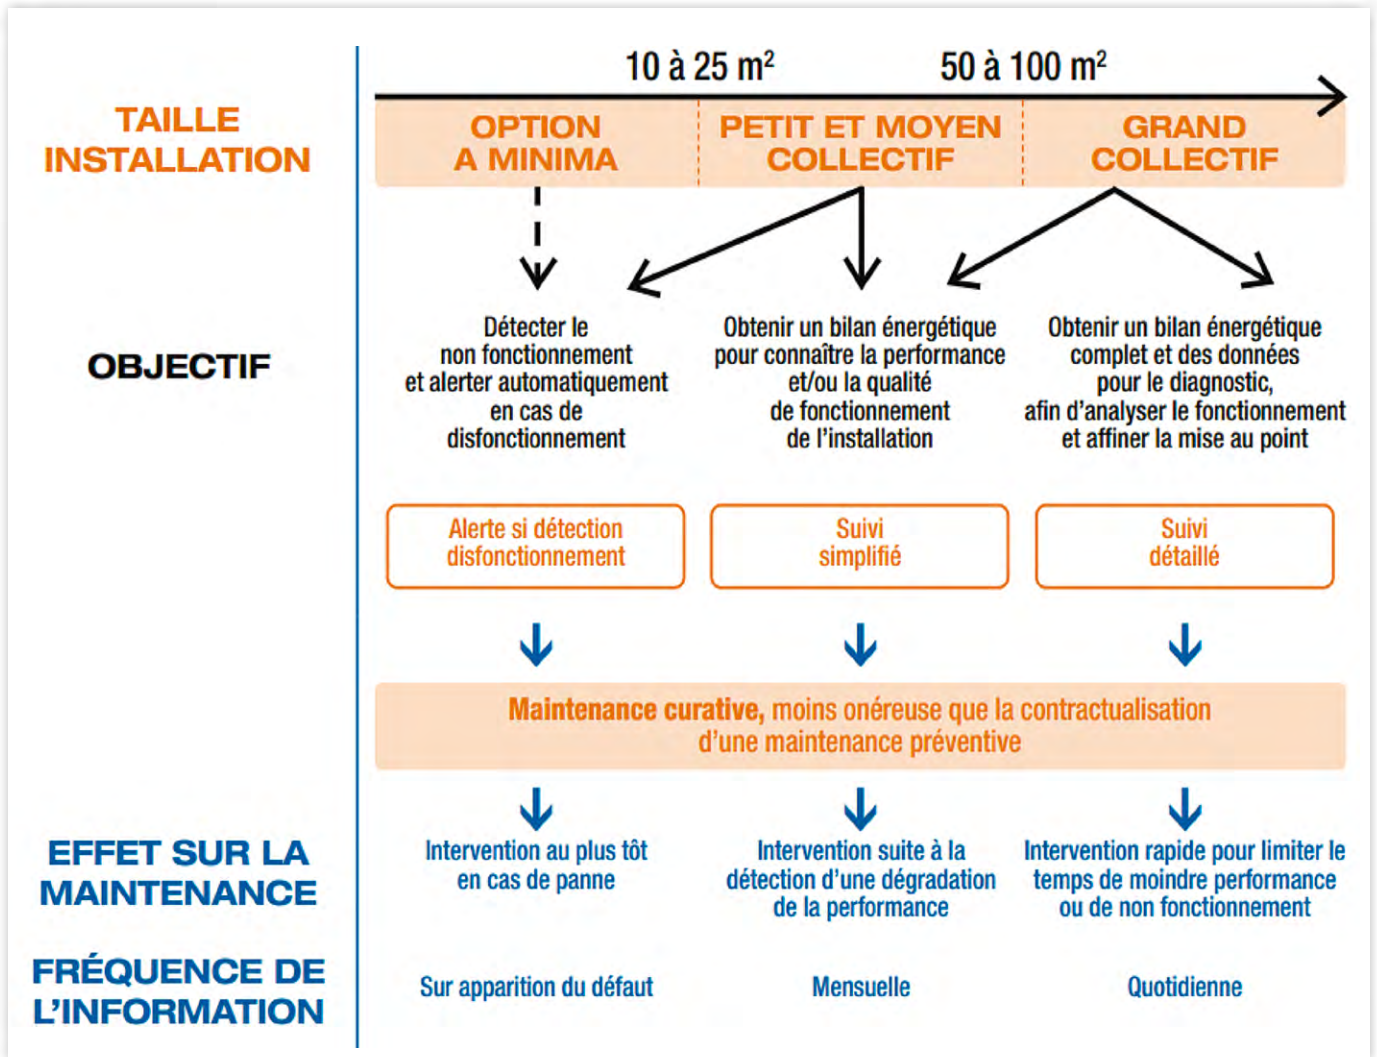 10 à 25 m²
50 à 100 m²
TAILLE
INSTALLATION
OPTION
A MINIMA
PETIT ET MOYEN
COLLECTIF
GRAND
COLLECTIF
OBJECTIF
Détecter le
non fonctionnement
et alerter automatiquement
en cas de
disfonctionnement
Obtenir un bilan énergétique
pour connaître la performance
et/ou la qualité
de fonctionnement
de l’installation
Obtenir un bilan énergétique
complet et des données
pour le diagnostic,
afin d’analyser le fonctionnement
et affiner la mise au point
Alerte si détection
disfonctionnement
Suivi
simplifié
Suivi
détaillé
Maintenance curative, moins onéreuse que la contractualisation
d’une maintenance préventive
EFFET SUR LA
MAINTENANCE
Intervention au plus tôt
en cas de panne
Intervention suite à la
détection d’une dégradation
de la performance
Intervention rapide pour limiter le
temps de moindre performance
ou de non fonctionnement
FRÉQUENCE DE
L’INFORMATION
Sur apparition du défaut
Mensuelle
Quotidienne